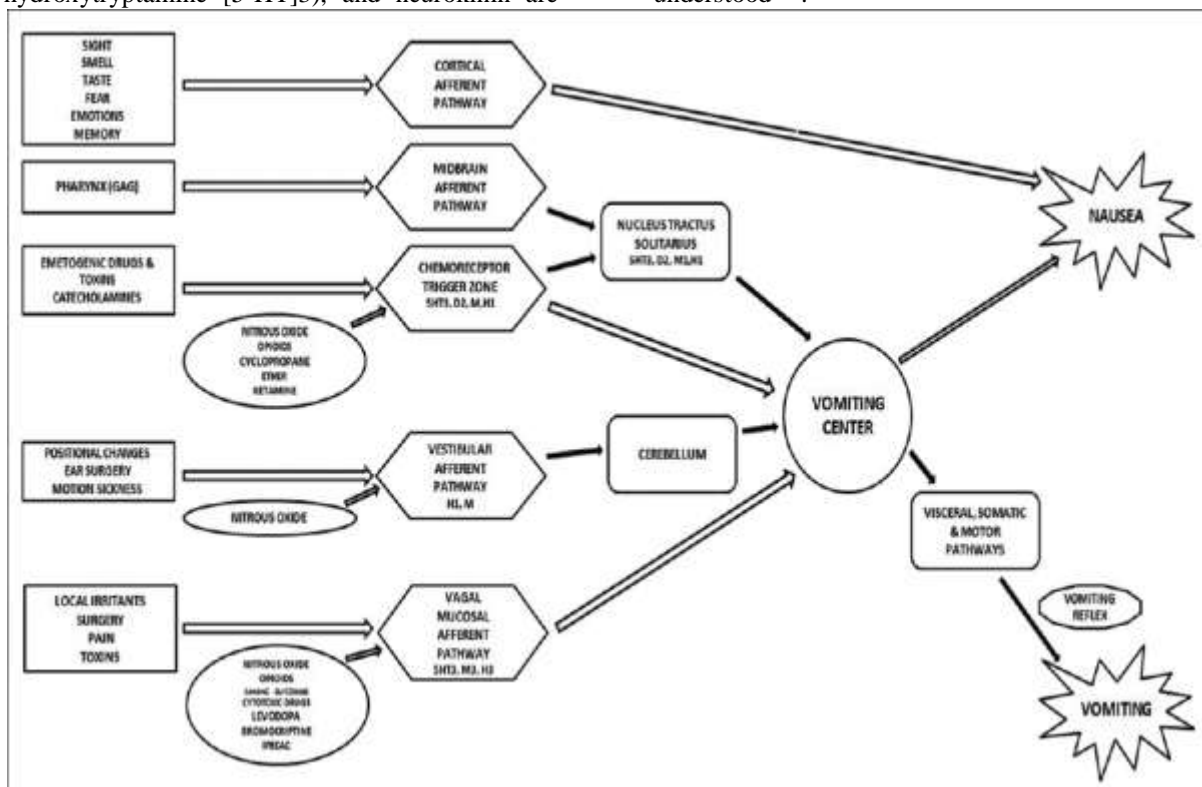 hydroxytryptamine [5-HT]3), and neurokinin are
understood
SIGHT
SMELL
TASTE
FEAR
EMOTIONS
MEMORY
CORTICAL
AFFERENT
PATHWAY
PHARYNX (GAG)
MIDBRAIN
AFFERENT
PATHWAY
NAUSEA
NUCLEUS TRACTUS
SOLITARIUS
5HT3, D2, M1,H1
EMETOGENIC DRUGS &
TOXINS
CATECHOLAMINES
CHEMORECEPTOR
TRIGGER ZONE
5HT3, D2, M,H1
NITROUS OXIDE
OPIOIDS
CYCLOPROPANE
ETHER
KETAMINE
VOMITING
CENTER
POSITIONAL CHANGES
EAR SURGERY
MOTION SICKNESS
VESTIBULAR
AFFERENT
PATHWAY
H1, M
CEREBELLUM
NITROUS OXIDE
VISCERAL, SOMATIC
& MOTOR
PATHWAYS
LOCAL IRRITANTS
SURGERY
PAIN
TOXINS
VAGAL
MUCOSAL
AFFERENT
PATHWAY
5HT3, M3, H3
VOMITING
REFLEX
NITROUS OXIDE
OPIOIDS
CYTOTOXIC DRUGS
LEVODOPA
BROMOCRIPTINE
IPECAC
VOMITING